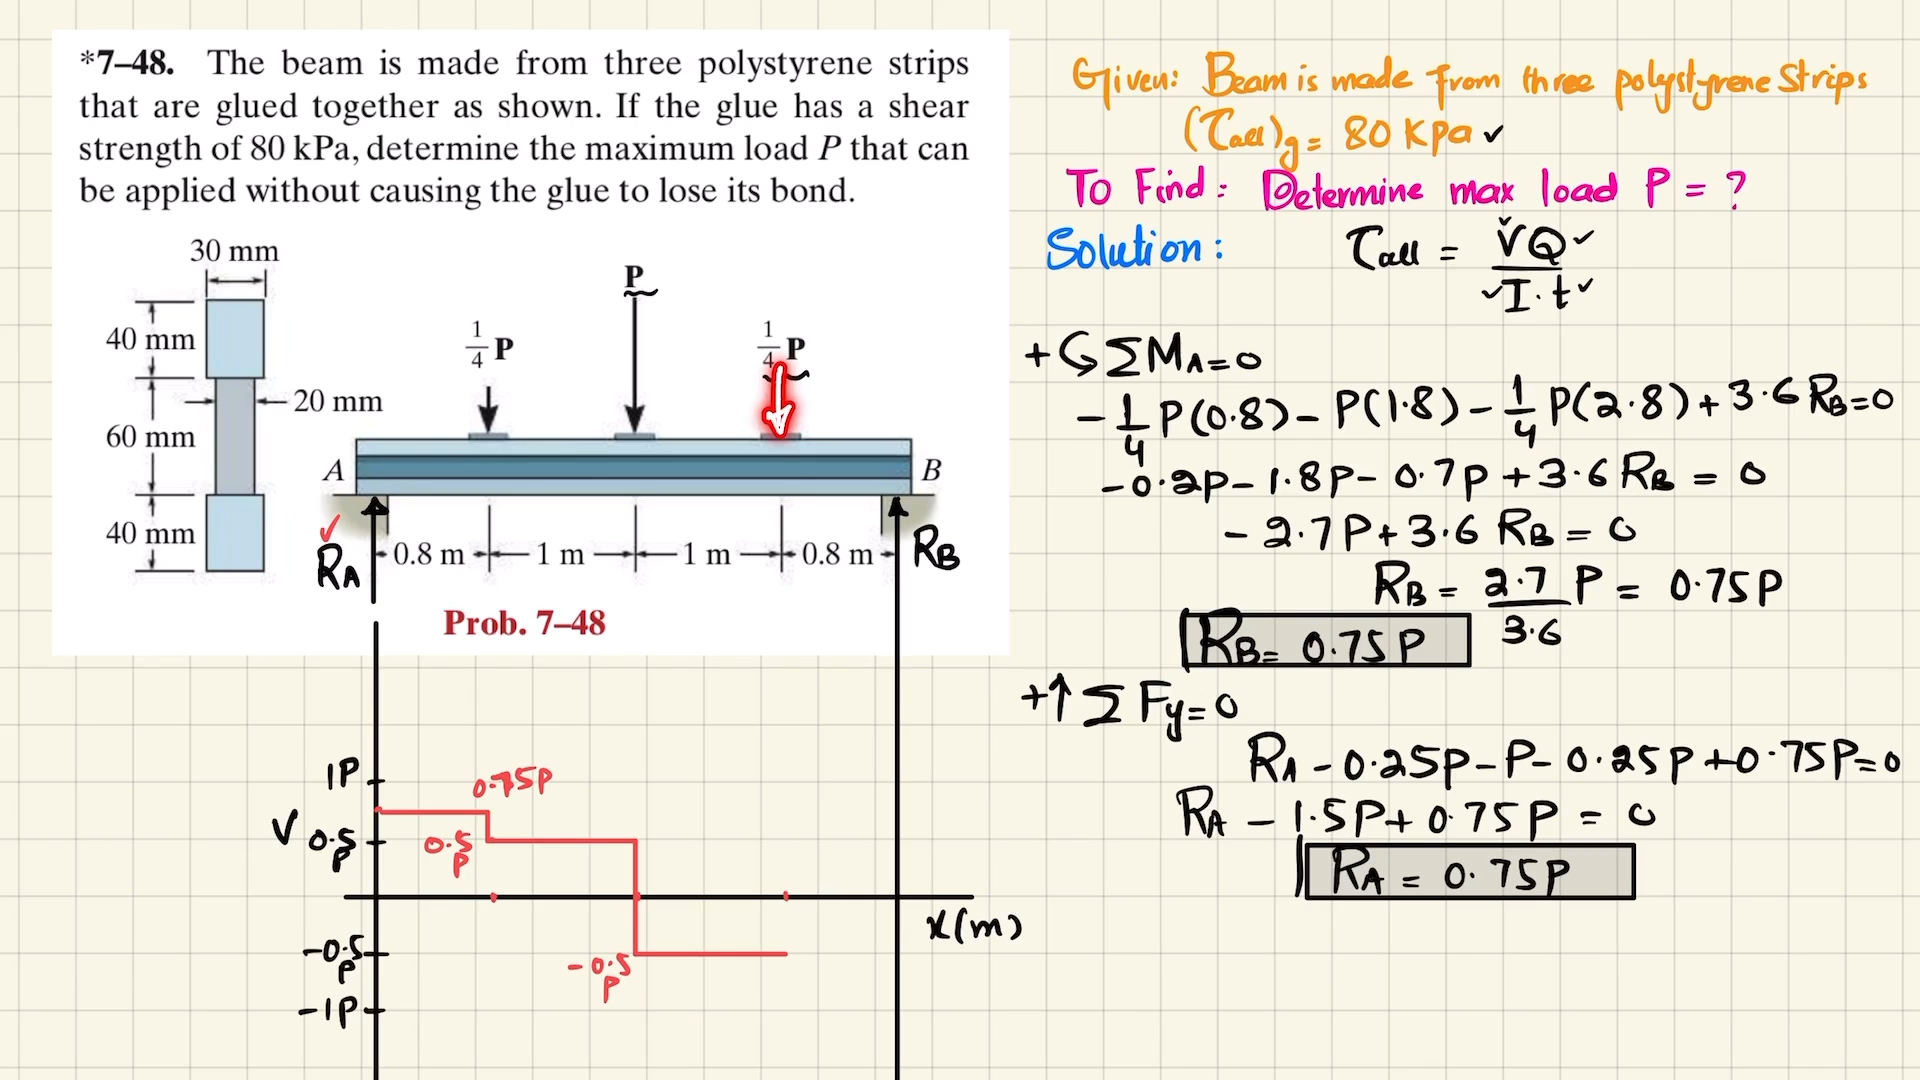 *7–48. The beam is made from three polystyrene strips
that are glued together as shown. If the glue has a shear
strength of 80 kPa, determine the maximum load P that can
be applied without causing the glue to lose its bond.
30 mm
40 mm
20 mm
60 mm
40 mm
1/4 P
P
1/4 P
A
B
RA
0.8 m
1 m
1 m
0.8 m
RB
Prob. 7–48
1P
V
0.5P
-0.5P
-1P
0.75P
0.5P
-0.5P
x(m)
Given: Beam is made from three polystyrene Strips
(τall)g = 80 KPa ✓
To Find: Determine max load P = ?
Solution: τall = VQ / I·t
+↺ ΣMA=0
- 1/4 P(0.8) - P(1.8) - 1/4 P(2.8) + 3.6 RB=0
-0.2P - 1.8P - 0.7P + 3.6 RB = 0
- 2.7P + 3.6 RB = 0
RB = 2.7/3.6 P = 0.75P
RB = 0.75P
+↑ Σ Fy=0
RA - 0.25P - P - 0.25P + 0.75P=0
RA - 1.5P + 0.75P = 0
RA = 0.75P